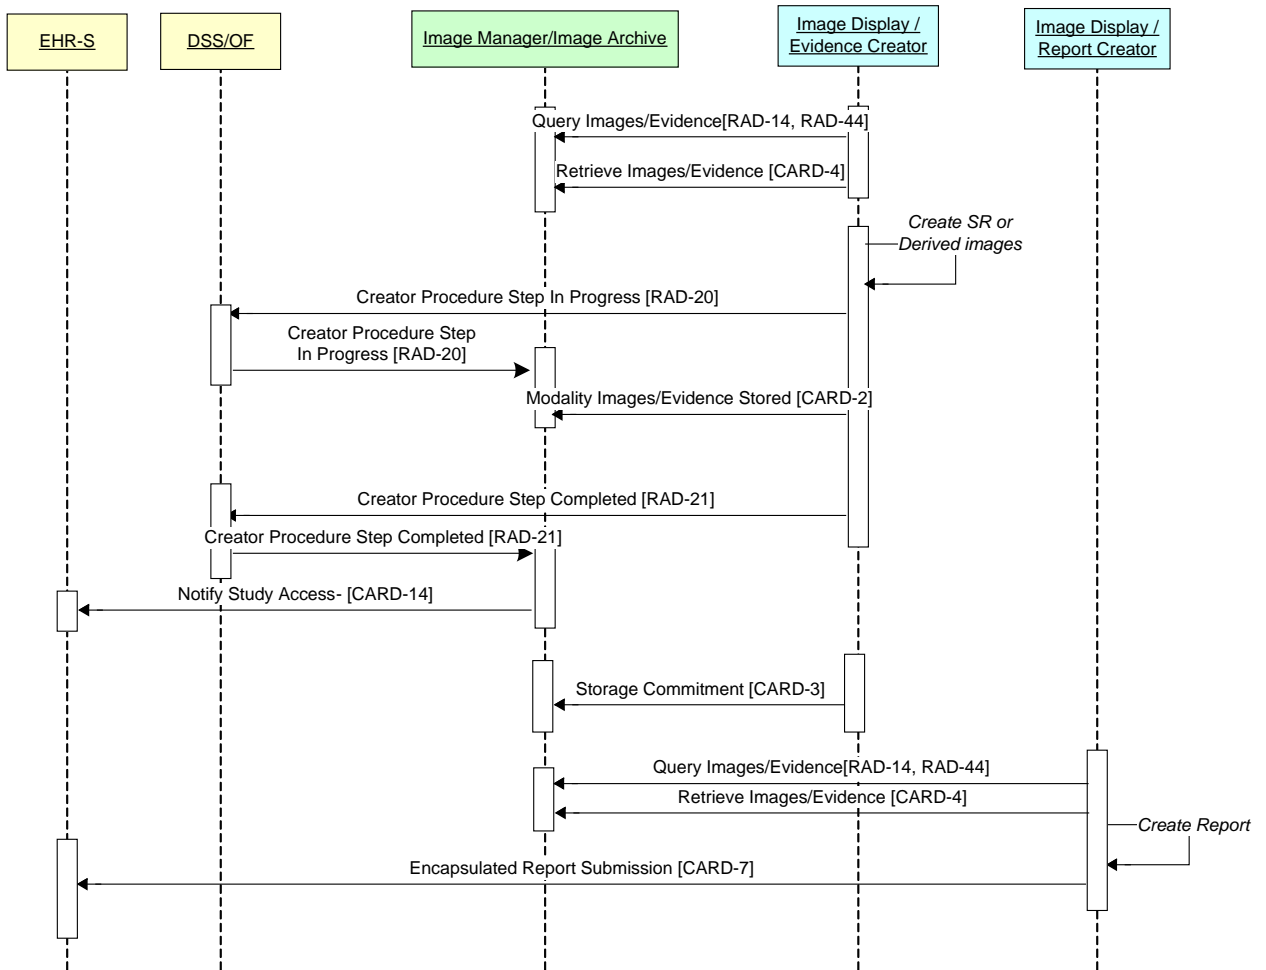 EHR-S
DSS/OF
Image Manager/Image Archive
Image Display /
Evidence Creator
Image Display /
Report Creator
Query Images/Evidence[RAD-14, RAD-44]
Retrieve Images/Evidence [CARD-4]
Create SR or
Derived images
Creator Procedure Step In Progress [RAD-20]
Creator Procedure Step
In Progress [RAD-20]
Modality Images/Evidence Stored [CARD-2]
Creator Procedure Step Completed [RAD-21]
Creator Procedure Step Completed [RAD-21]
Notify Study Access- [CARD-14]
Storage Commitment [CARD-3]
Query Images/Evidence[RAD-14, RAD-44]
Retrieve Images/Evidence [CARD-4]
Create Report
Encapsulated Report Submission [CARD-7]